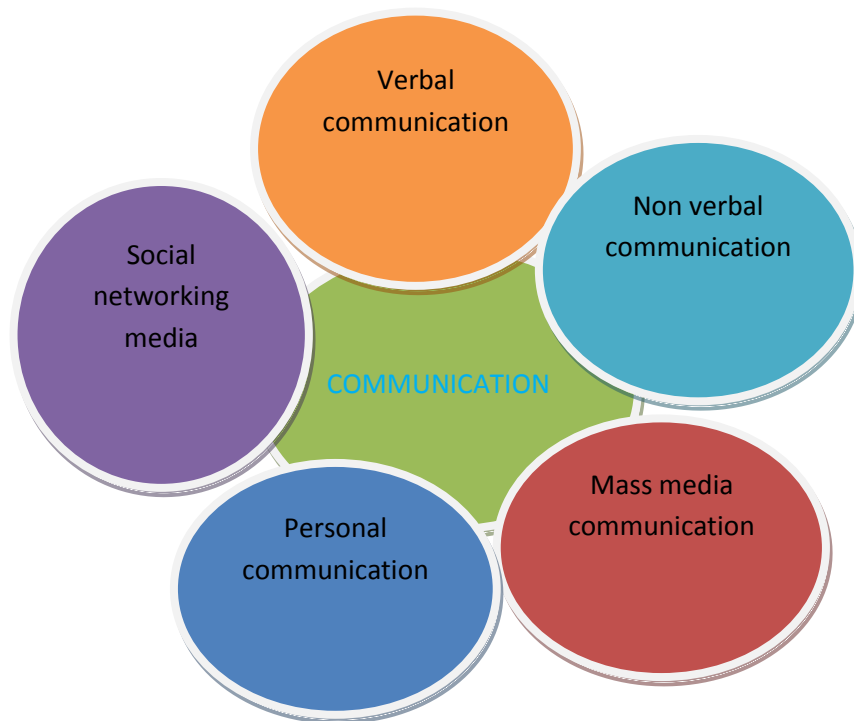 Verbal
communication
Non verbal
communication
Social
networking
media
COMMUNICATION
Mass media
communication
Personal
communication